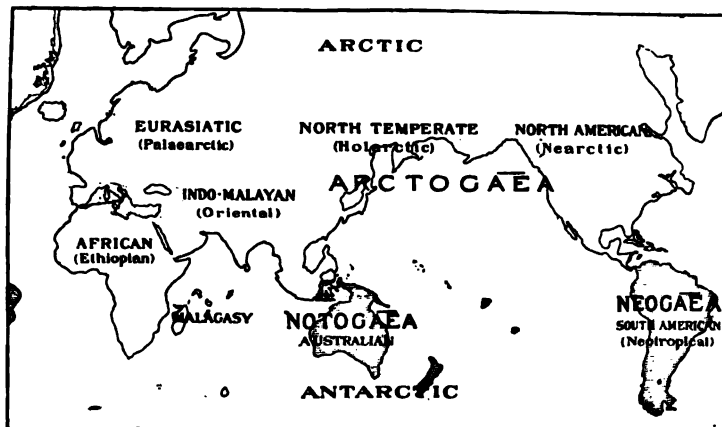 ARCTIC
EURASIATIC
(Palaearctic)
NORTH TEMPERATE
(Holarctic)
NORTH AMERICAN
(Nearctic)
ARCTOGAEA
INDO-MALAYAN
(Oriental)
AFRICAN
(Ethiopian)
MALAGASY
NOTOGAEA
AUSTRALIAN
NEOGAEA
SOUTH AMERICAN
(Neotropical)
ANTARCTIC